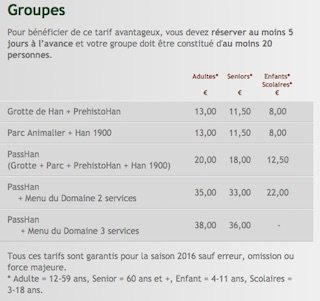 Groupes
Pour bénéficier de ce tarif avantageux, vous devez réserver au moins 5
jours à l'avance et votre groupe doit être constitué d'au moins 20
personnes.
Adultes* Seniors* Enfants*
Scolaires*
€ € €
Grotte de Han + PrehistoHan 13,00 11,50 8,00
Parc Animalier + Han 1900 13,00 11,50 8,00
PassHan
(Grotte + Parc + PrehistoHan + Han 1900) 20,00 18,00 12,50
PassHan
+ Menu du Domaine 2 services 35,00 33,00 22,00
PassHan
+ Menu du Domaine 3 services 38,00 36,00 -
Tous ces tarifs sont garantis pour la saison 2016 sauf erreur, omission ou
force majeure.
* Adulte = 12-59 ans, Senior = 60 ans et +, Enfant = 4-11 ans, Scolaires =
3-18 ans.